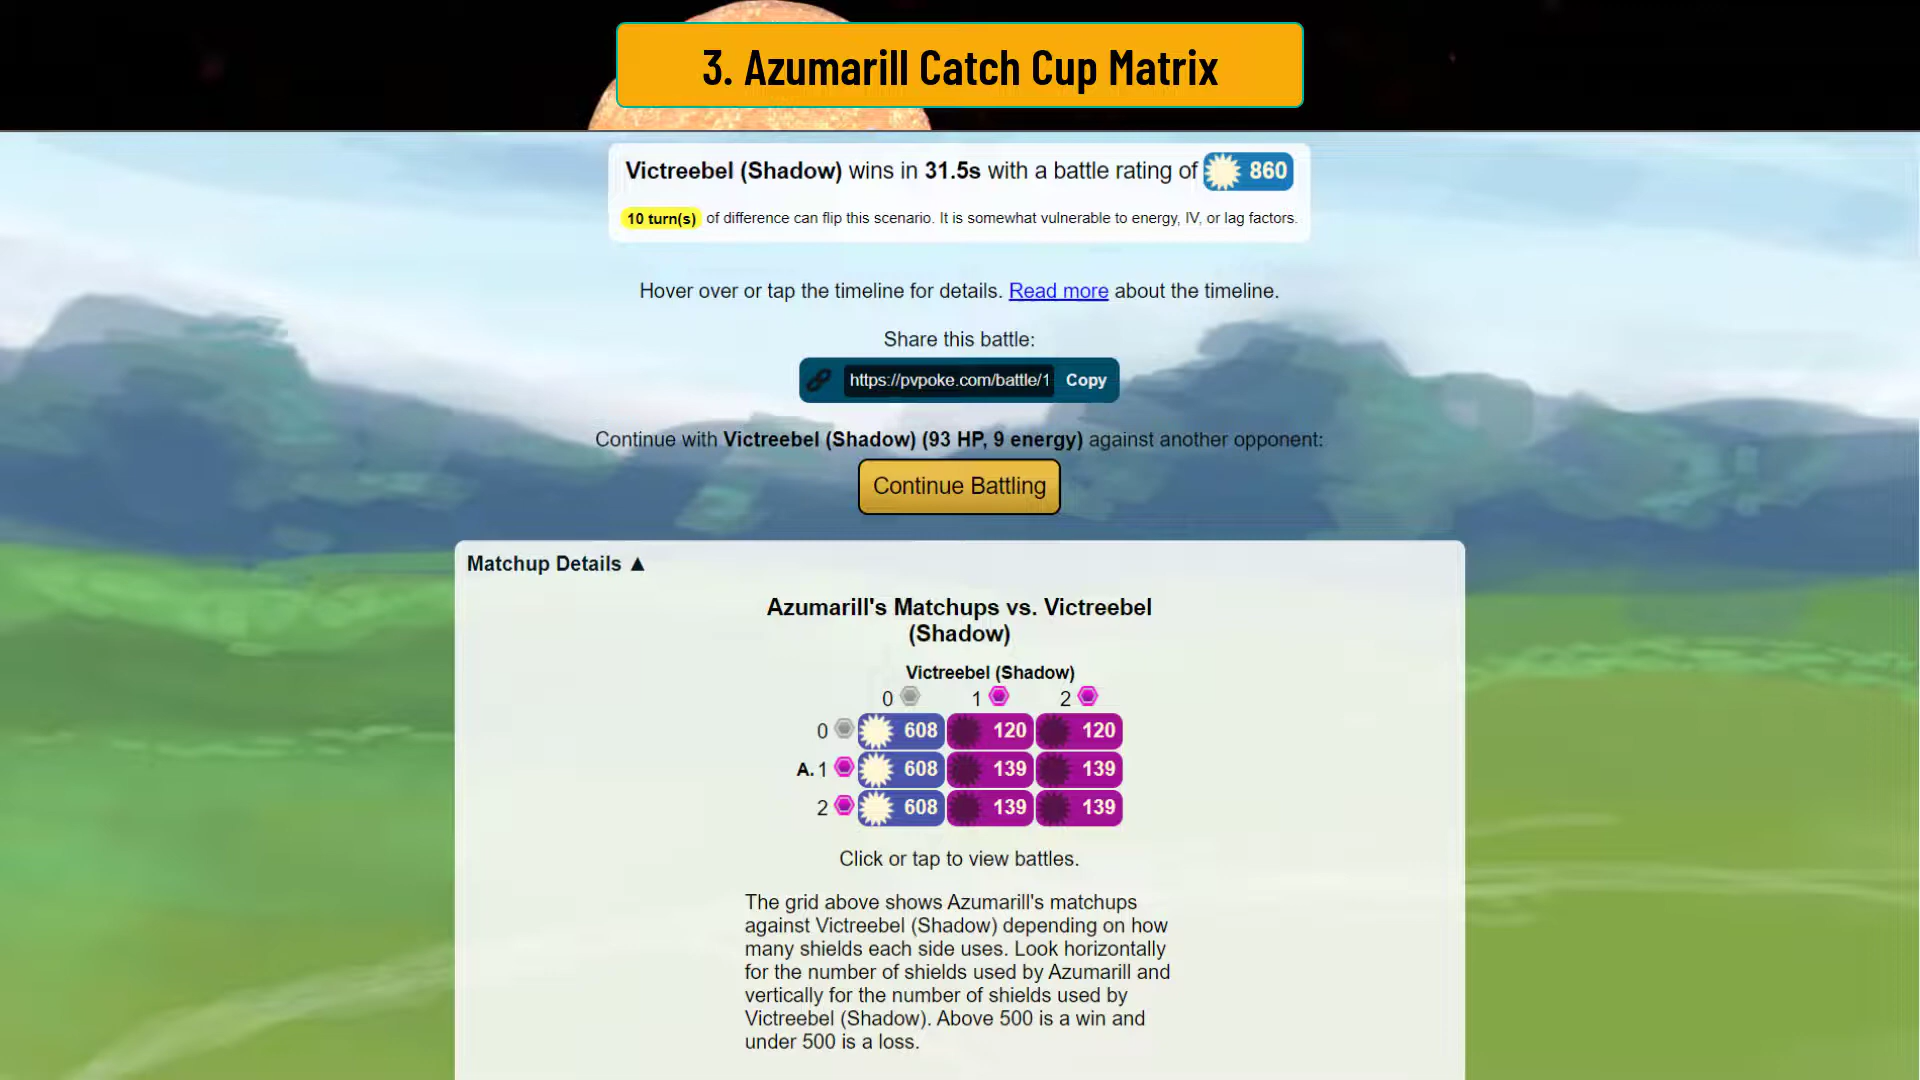 3. Azumarill Catch Cup Matrix
Victreebel (Shadow) wins in 31.5s with a battle rating of 860
10 turn(s) of difference can flip this scenario. It is somewhat vulnerable to energy, IV, or lag factors.
Hover over or tap the timeline for details. Read more about the timeline.
Share this battle:
https://pvpoke.com/battle/1 Copy
Continue with Victreebel (Shadow) (93 HP, 9 energy) against another opponent:
Continue Battling
Matchup Details ▲
Azumarill's Matchups vs. Victreebel
(Shadow)
Victreebel (Shadow)
0 1 2
0 608 120 120
A. 1 608 139 139
2 608 139 139
Click or tap to view battles.
The grid above shows Azumarill's matchups
against Victreebel (Shadow) depending on how
many shields each side uses. Look horizontally
for the number of shields used by Azumarill and
vertically for the number of shields used by
Victreebel (Shadow). Above 500 is a win and
under 500 is a loss.